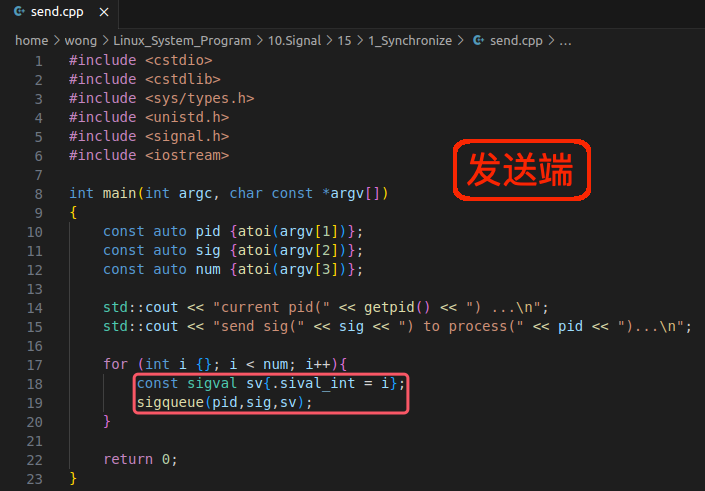 send.cpp ×
home > wong > Linux_System_Program > 10.Signal > 15 > 1_Synchronize > send.cpp > ...
1 #include <cstdio>
2 #include <cstdlib>
3 #include <sys/types.h>
4 #include <unistd.h>
5 #include <signal.h>
6 #include <iostream>
7
发送端
8 int main(int argc, char const *argv[])
9 {
10     const auto pid {atoi(argv[1])};
11     const auto sig {atoi(argv[2])};
12     const auto num {atoi(argv[3])};
13
14     std::cout << "current pid(" << getpid() << ") ...\n";
15     std::cout << "send sig(" << sig << ") to process(" << pid << ")...\n";
16
17     for (int i {}; i < num; i++){
18         const sigval sv{.sival_int = i};
19         sigqueue(pid,sig,sv);
20     }
21
22     return 0;
23 }